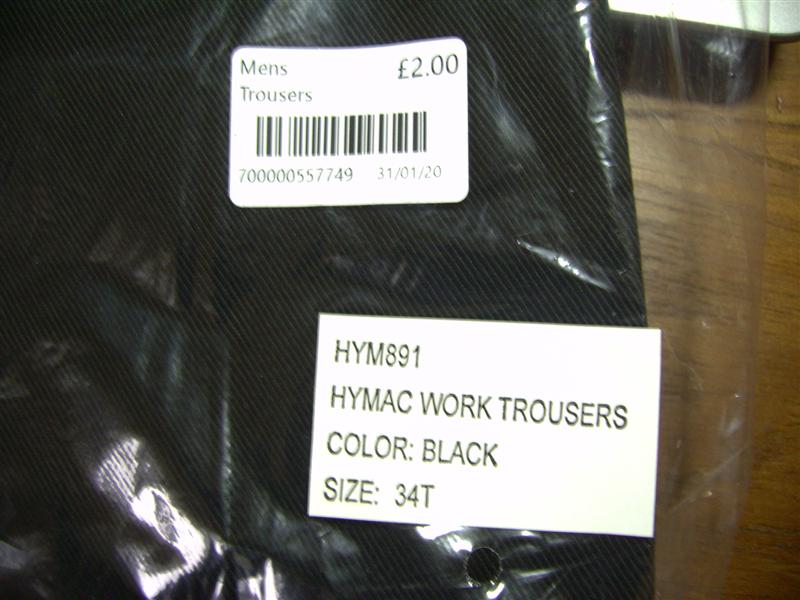 Mens £2.00
Trousers
700000557749 31/01/20
HYM891
HYMAC WORK TROUSERS
COLOR: BLACK
SIZE: 34T